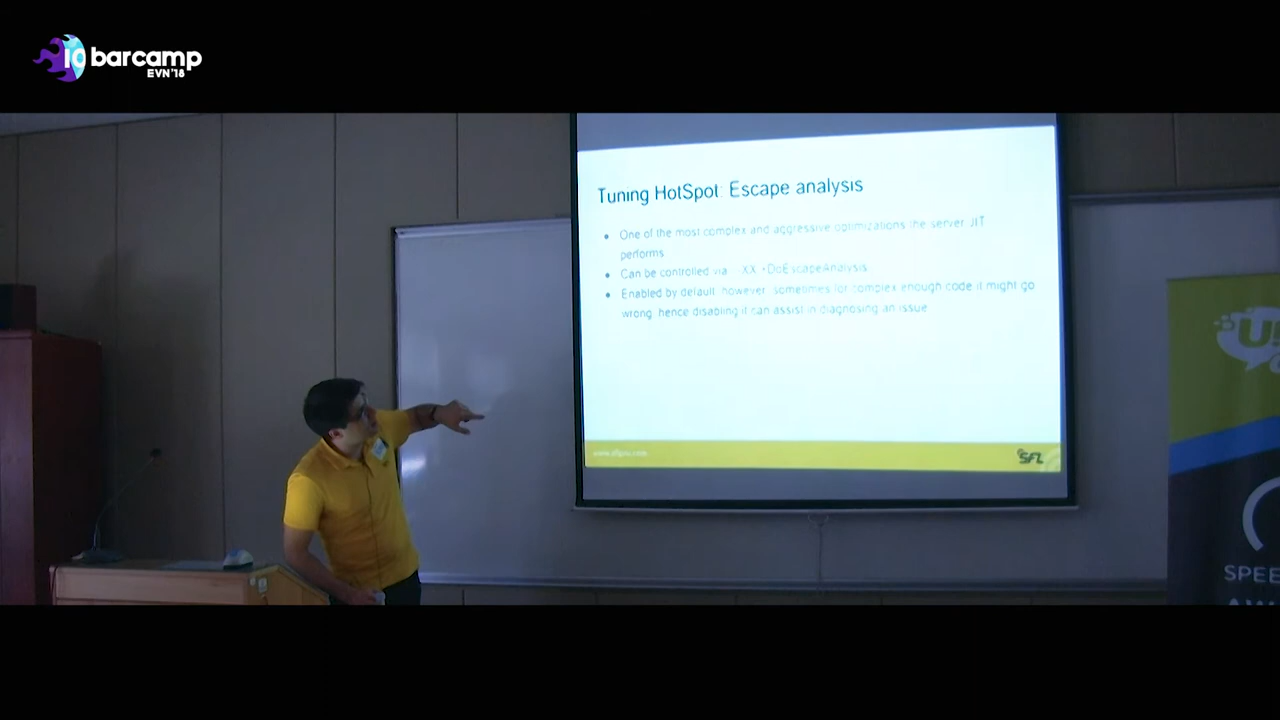 10 barcamp
EVN'18
Tuning HotSpot: Escape analysis
One of the most complex and aggressive optimizations the server JIT
performs
Can be controlled via -XX:+DoEscapeAnalysis
Enabled by default, however, sometimes for complex enough code it might go
wrong, hence disabling it can assist in diagnosing an issue
SFL
SPEE